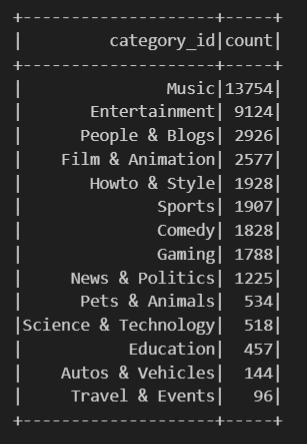 +--------------------+-----+
|         category_id|count|
+--------------------+-----+
|               Music|13754|
|       Entertainment| 9124|
|      People & Blogs| 2926|
|    Film & Animation| 2577|
|       Howto & Style| 1928|
|              Sports| 1907|
|              Comedy| 1828|
|              Gaming| 1788|
|     News & Politics| 1225|
|      Pets & Animals|  534|
|Science & Technology|  518|
|           Education|  457|
|    Autos & Vehicles|  144|
|     Travel & Events|   96|
+--------------------+-----+